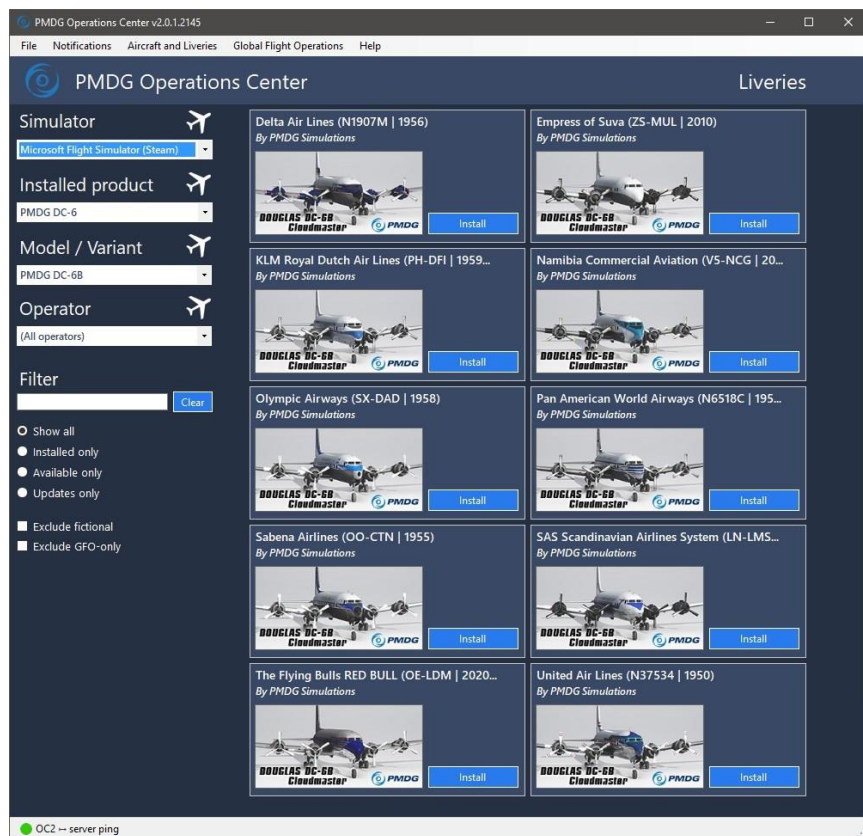 PMDG Operations Center v2.0.1.2145
File Notifications Aircraft and Liveries Global Flight Operations Help
PMDG Operations Center
Liveries
Simulator
Microsoft Flight Simulator (Steam)
Installed product
PMDG DC-6
Model / Variant
PMDG DC-6B
Operator
(All operators)
Filter
Clear
Show all
Installed only
Available only
Updates only
Exclude fictional
Exclude GFO-only
Delta Air Lines (N1907M | 1956)
By PMDG Simulations
DOUGLAS DC-6B
Cloudmaster
PMDG
Install
Empress of Suva (ZS-MUL | 2010)
By PMDG Simulations
DOUGLAS DC-6B
Cloudmaster
PMDG
Install
KLM Royal Dutch Air Lines (PH-DFI | 1959...
By PMDG Simulations
DOUGLAS DC-6B
Cloudmaster
PMDG
Install
Namibia Commercial Aviation (V5-NCG | 20...
By PMDG Simulations
DOUGLAS DC-6B
Cloudmaster
PMDG
Install
Olympic Airways (SX-DAD | 1958)
By PMDG Simulations
DOUGLAS DC-6B
Cloudmaster
PMDG
Install
Pan American World Airways (N6518C | 195...
By PMDG Simulations
DOUGLAS DC-6B
Cloudmaster
PMDG
Install
Sabena Airlines (OO-CTN | 1955)
By PMDG Simulations
DOUGLAS DC-6B
Cloudmaster
PMDG
Install
SAS Scandinavian Airlines System (LN-LMS...
By PMDG Simulations
DOUGLAS DC-6B
Cloudmaster
PMDG
Install
The Flying Bulls RED BULL (OE-LDM | 2020...
By PMDG Simulations
DOUGLAS DC-6B
Cloudmaster
PMDG
Install
United Air Lines (N37534 | 1950)
By PMDG Simulations
DOUGLAS DC-6B
Cloudmaster
PMDG
Install
OC2 ↔ server ping